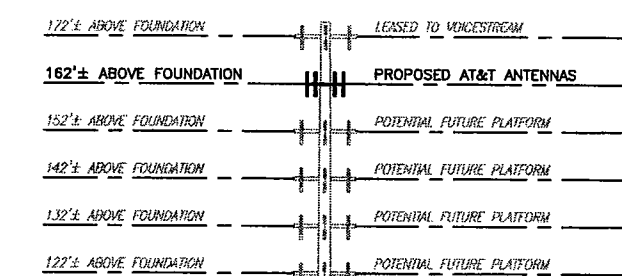 172'± ABOVE FOUNDATION LEASED TO VOICESTREAM
162'± ABOVE FOUNDATION PROPOSED AT&T ANTENNAS
152'± ABOVE FOUNDATION POTENTIAL FUTURE PLATFORM
142'± ABOVE FOUNDATION POTENTIAL FUTURE PLATFORM
132'± ABOVE FOUNDATION POTENTIAL FUTURE PLATFORM
122'± ABOVE FOUNDATION POTENTIAL FUTURE PLATFORM